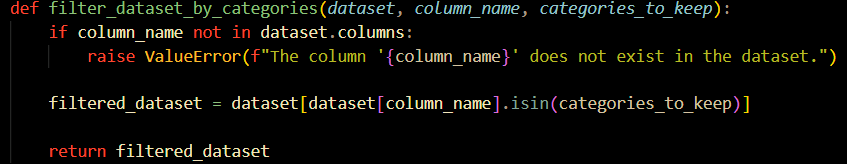 def filter_dataset_by_categories(dataset, column_name, categories_to_keep):
    if column_name not in dataset.columns:
        raise ValueError(f"The column '{column_name}' does not exist in the dataset.")

    filtered_dataset = dataset[dataset[column_name].isin(categories_to_keep)]

    return filtered_dataset